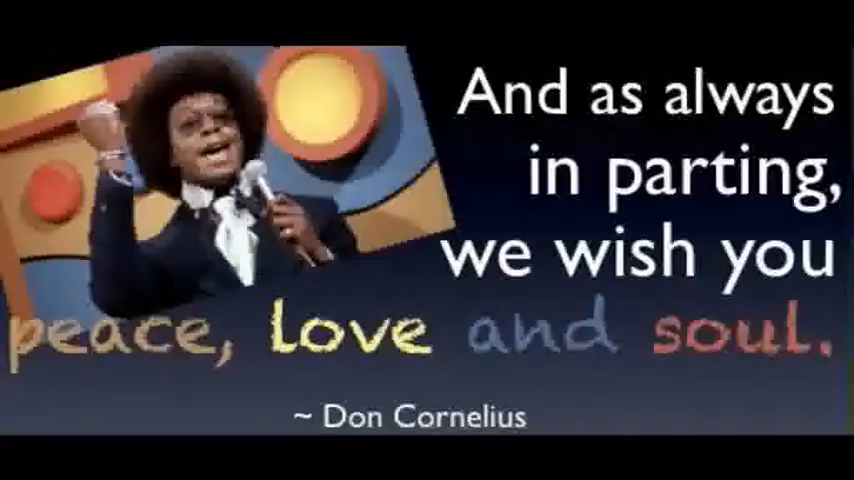 And as always
in parting,
we wish you
peace, love and soul.
~ Don Cornelius